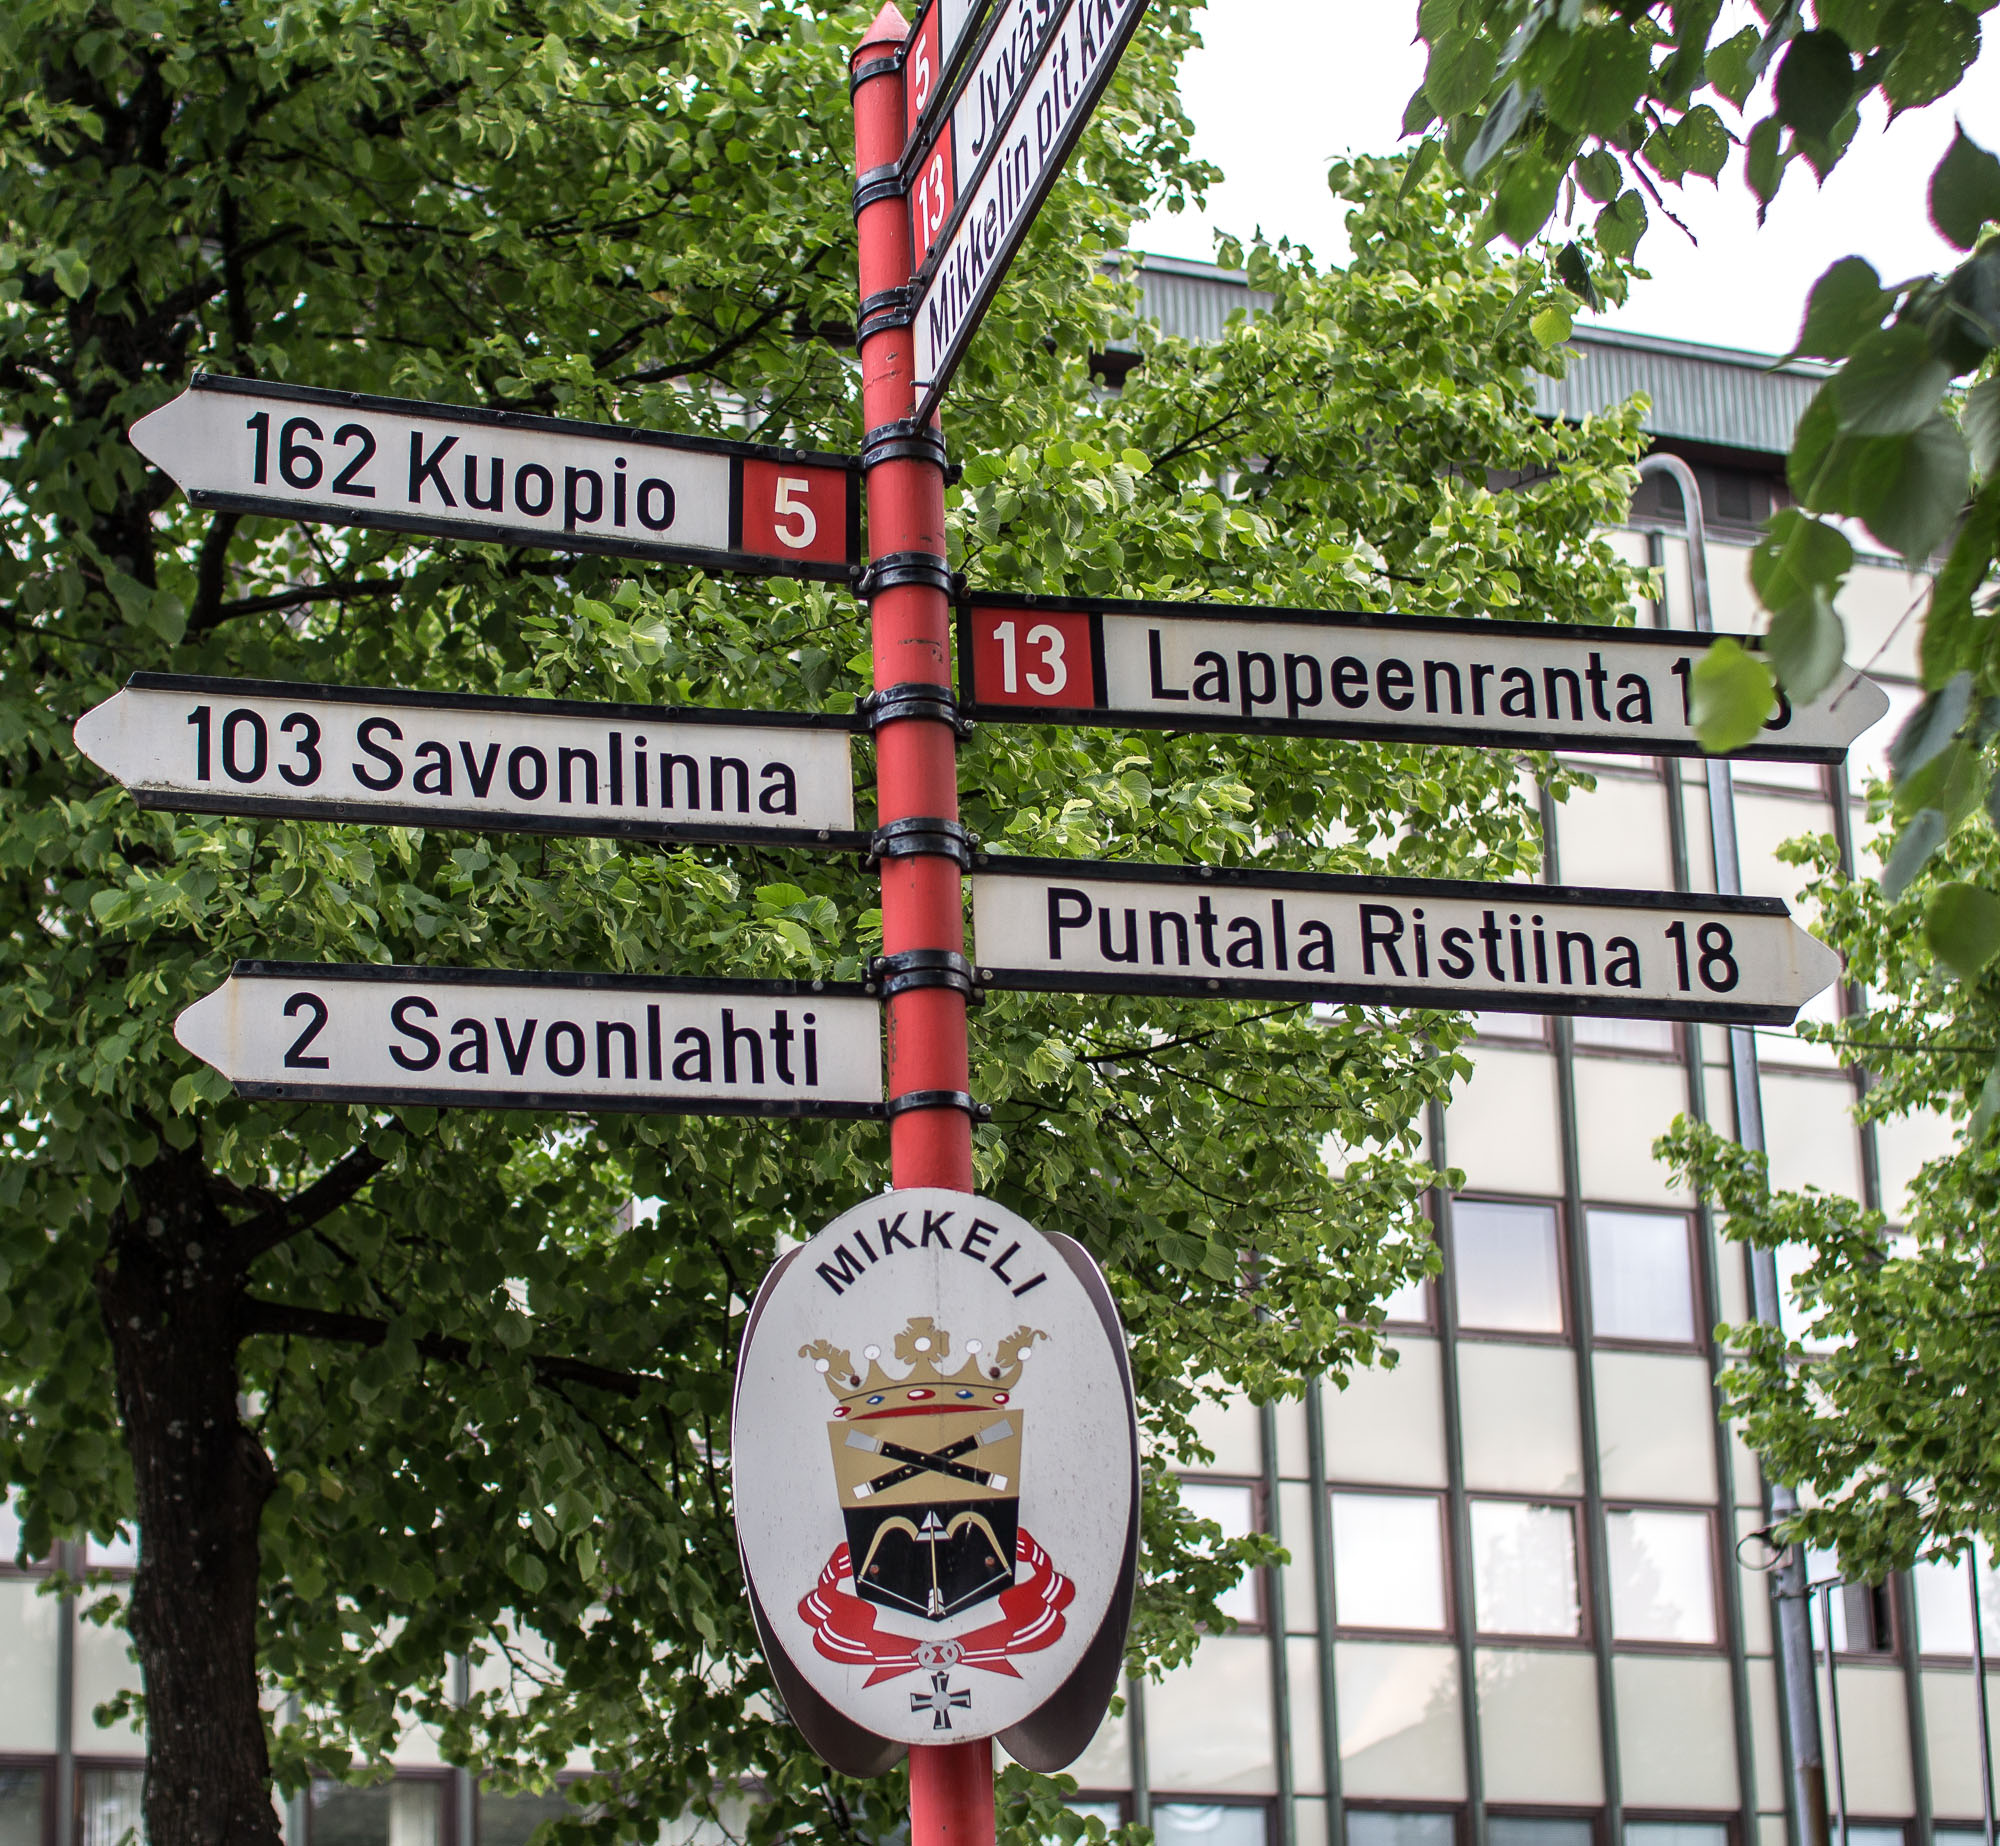 5
13
Mikkelin pit.
162 Kuopio 5
13 Lappeenranta
103 Savonlinna
Puntala Ristiina 18
2 Savonlahti
MIKKELI